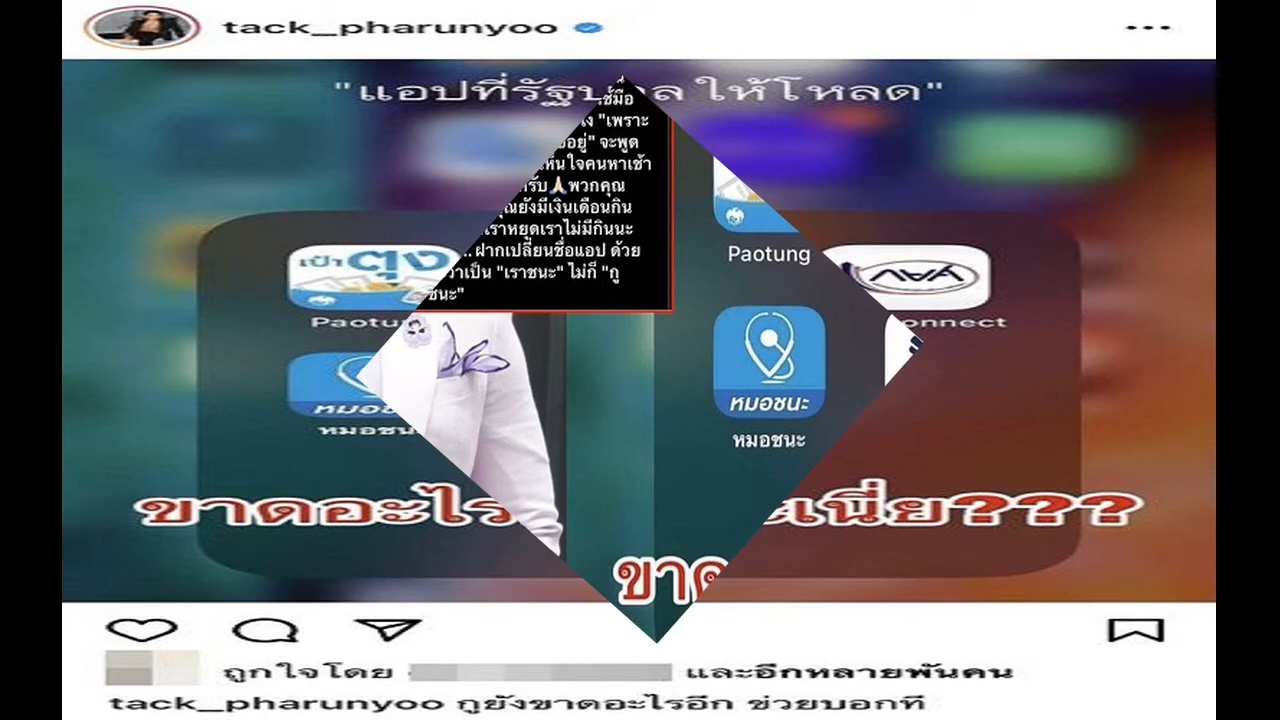 tack_pharunyoo
"แอปที่รัฐบาล ให้โหลด"
"เพราะ
จะพูด
เห็นใจคนหาเช้า
ครับ🙏พวกคุณ
คุณยังมีเงินเดือนกิน
เราหยุดเราไม่มีกินนะ
.. ฝากเปลี่ยนชื่อแอป ด้วย
ว่าเป็น "เราชนะ" ไม่ก็ "กู
ชนะ"
เป๋าตุง
Paotung
หมอชนะ
หมอชนะ
ขาดอะไร
ะเนี่ย???
ขาด
ถูกใจโดย
และอีกหลายพันคน
tack_pharunyoo กูยังขาดอะไรอีก ช่วยบอกที